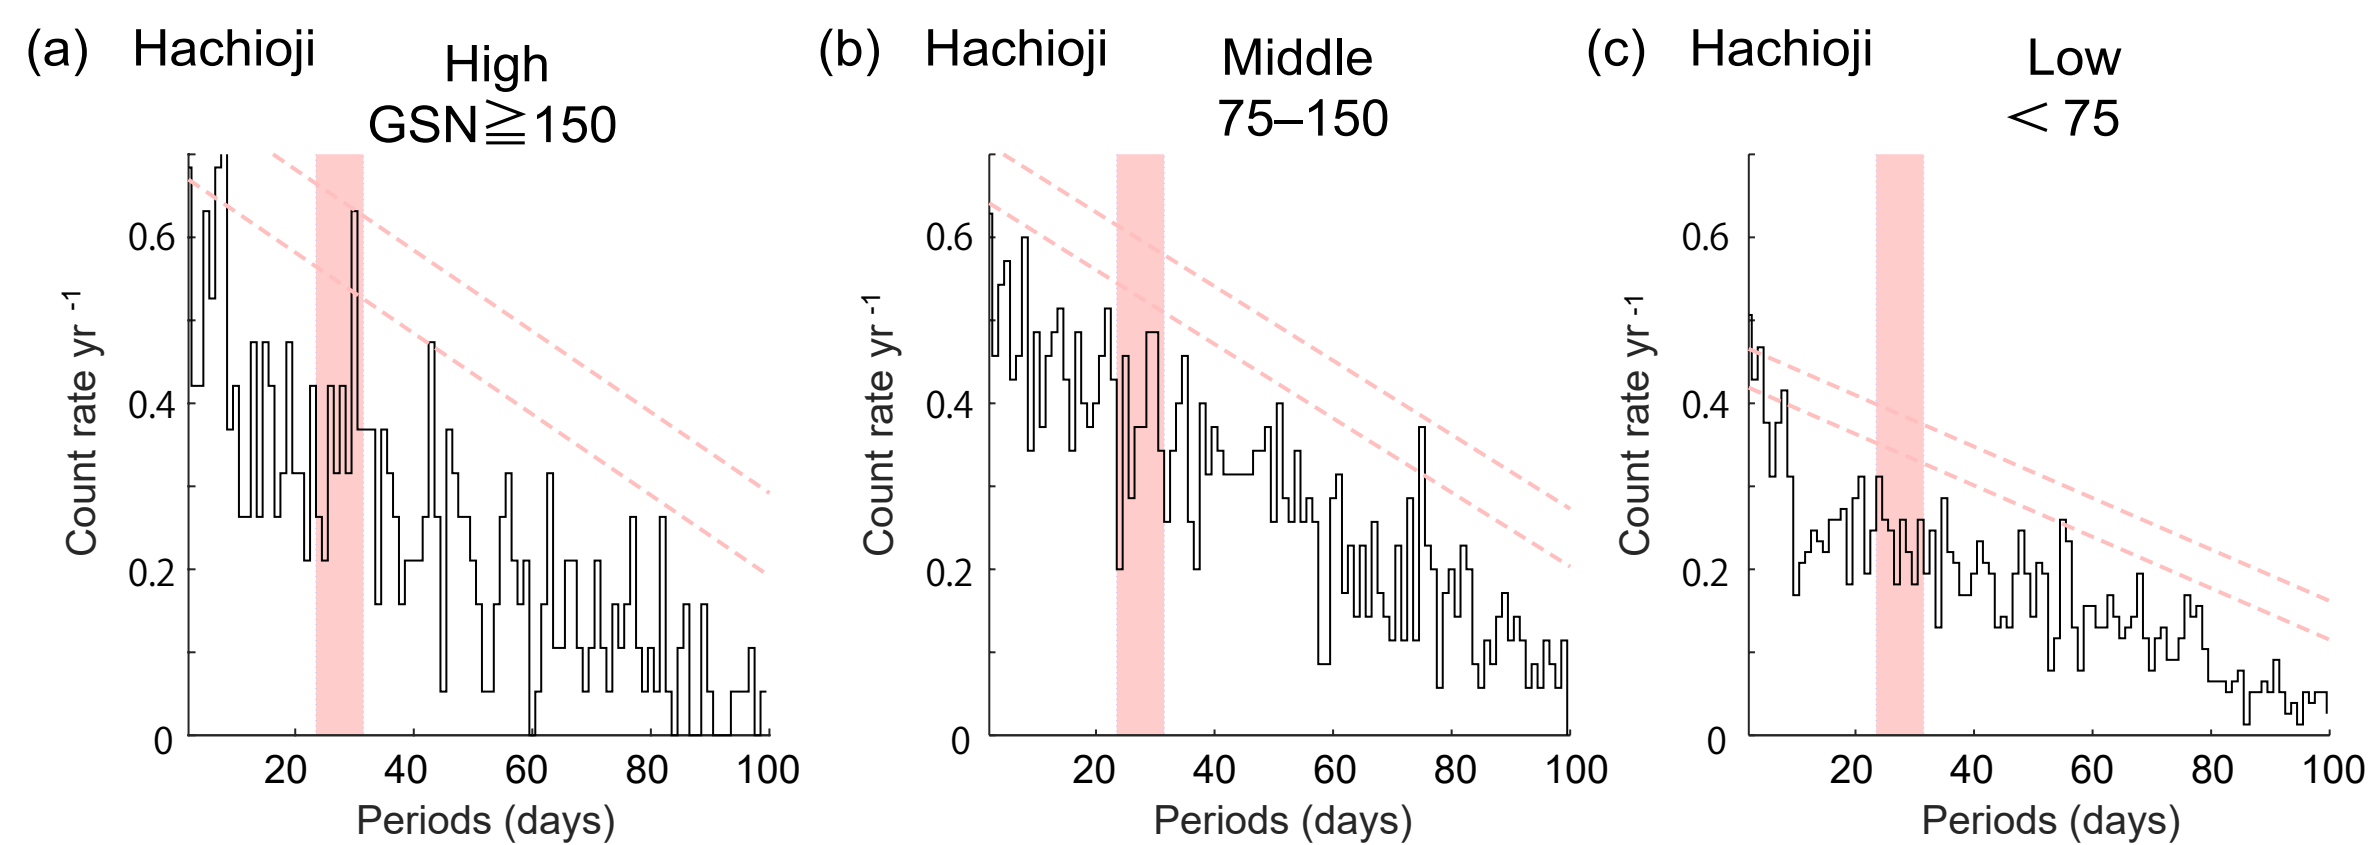 (a) Hachioji High
GSN≧150
0.6
0.4
0.2
0
Count rate yr -1
20 40 60 80 100
Periods (days)
(b) Hachioji Middle
75–150
0.6
0.4
0.2
0
Count rate yr -1
20 40 60 80 100
Periods (days)
(c) Hachioji Low
＜75
0.6
0.4
0.2
0
Count rate yr -1
20 40 60 80 100
Periods (days)